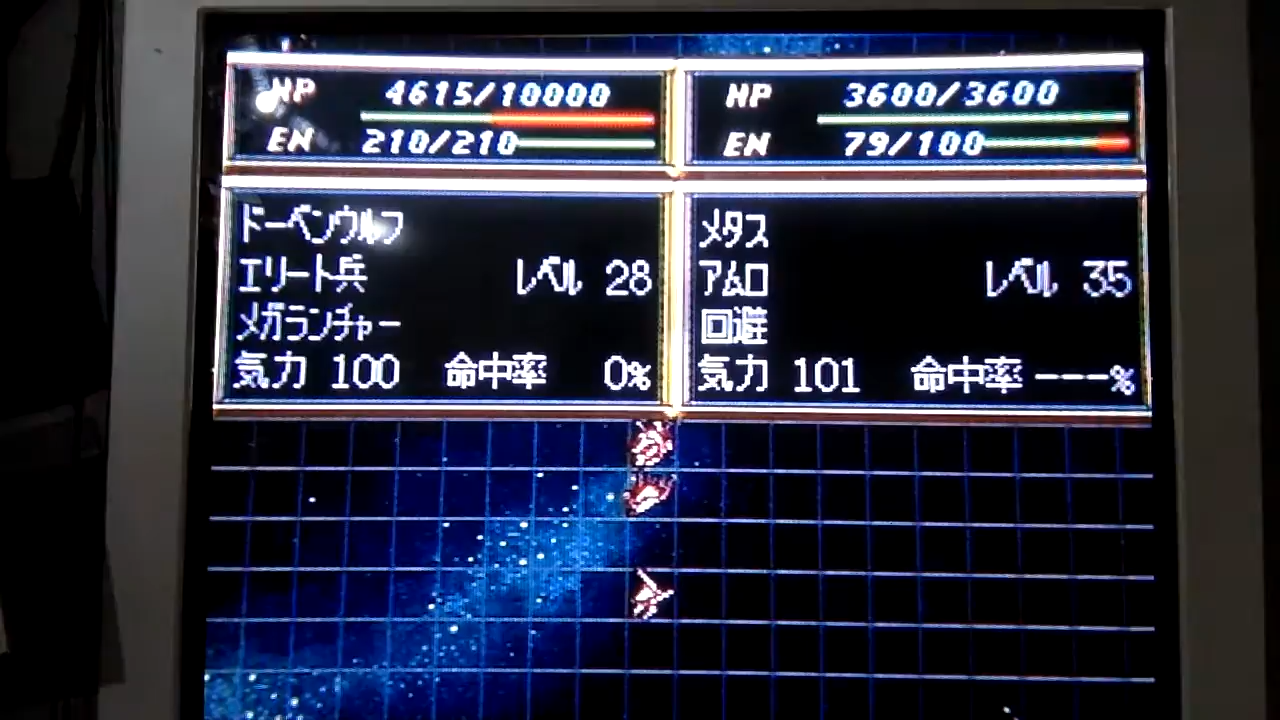 HP 4615/10000
EN 210/210
HP 3600/3600
EN 79/100
ドーベンウルフ
エリート兵 レベル 28
メガランチャー
気力 100 命中率 0%
メタス
アムロ レベル 35
回避
気力 101 命中率 ---%